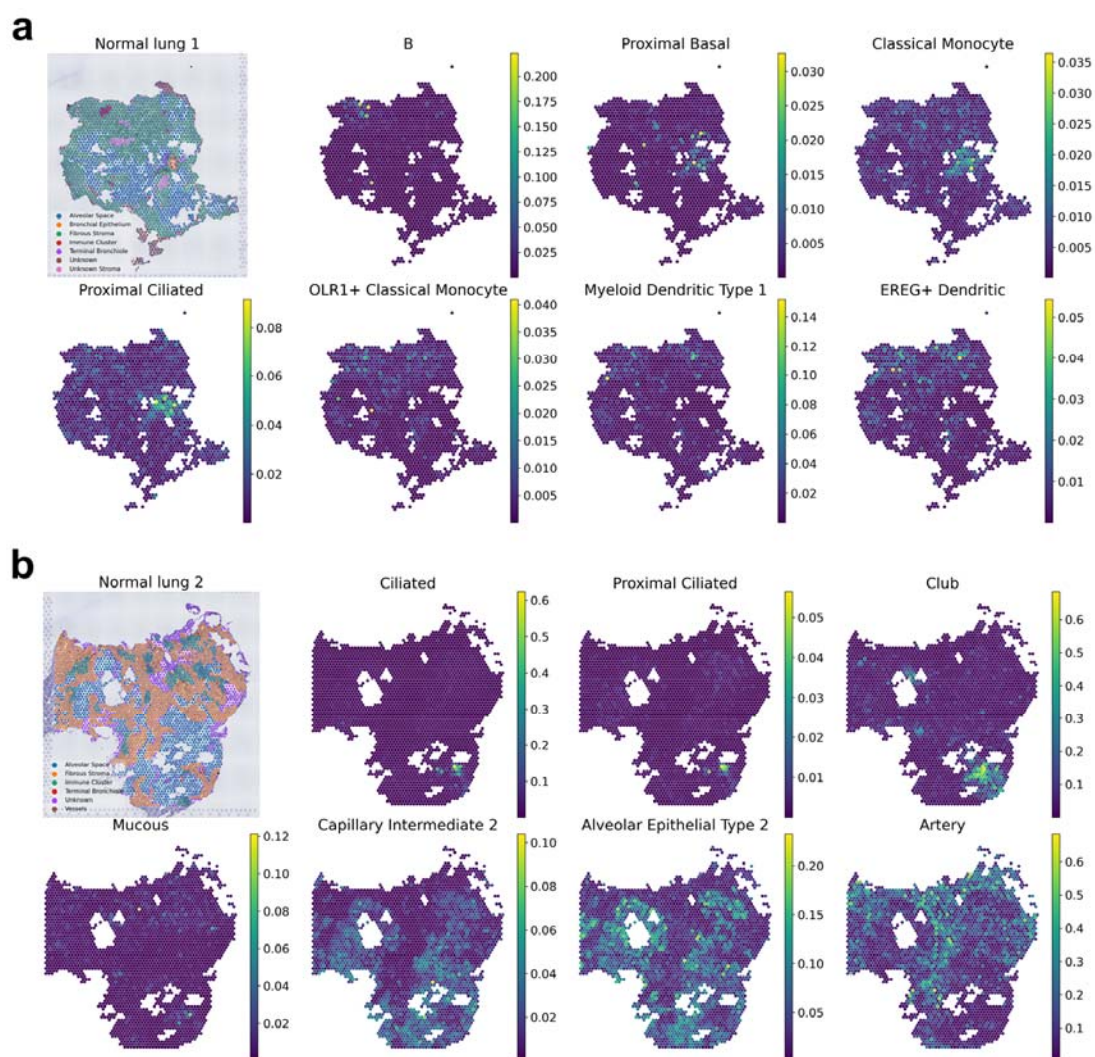 a
Normal lung 1
B
Proximal Basal
Classical Monocyte
Alveolar Space
Bronchial Epithelium
Fibrous Stroma
Immune Cluster
Terminal Bronchiole
Unknown
Unknown Stroma
0.200
0.175
0.150
0.125
0.100
0.075
0.050
0.025
0.030
0.025
0.020
0.015
0.010
0.005
0.035
0.030
0.025
0.020
0.015
0.010
0.005
Proximal Ciliated
OLR1+ Classical Monocyte
Myeloid Dendritic Type 1
EREG+ Dendritic
0.08
0.06
0.04
0.02
0.040
0.035
0.030
0.025
0.020
0.015
0.010
0.005
0.14
0.12
0.10
0.08
0.06
0.04
0.02
0.05
0.04
0.03
0.02
0.01
b
Normal lung 2
Ciliated
Proximal Ciliated
Club
Alveolar Space
Fibrous Stroma
Immune Cluster
Terminal Bronchiole
Unknown
Vessels
0.6
0.5
0.4
0.3
0.2
0.1
0.05
0.04
0.03
0.02
0.01
0.6
0.5
0.4
0.3
0.2
0.1
Mucous
Capillary Intermediate 2
Alveolar Epithelial Type 2
Artery
0.12
0.10
0.08
0.06
0.04
0.02
0.10
0.08
0.06
0.04
0.02
0.20
0.15
0.10
0.05
0.6
0.5
0.4
0.3
0.2
0.1